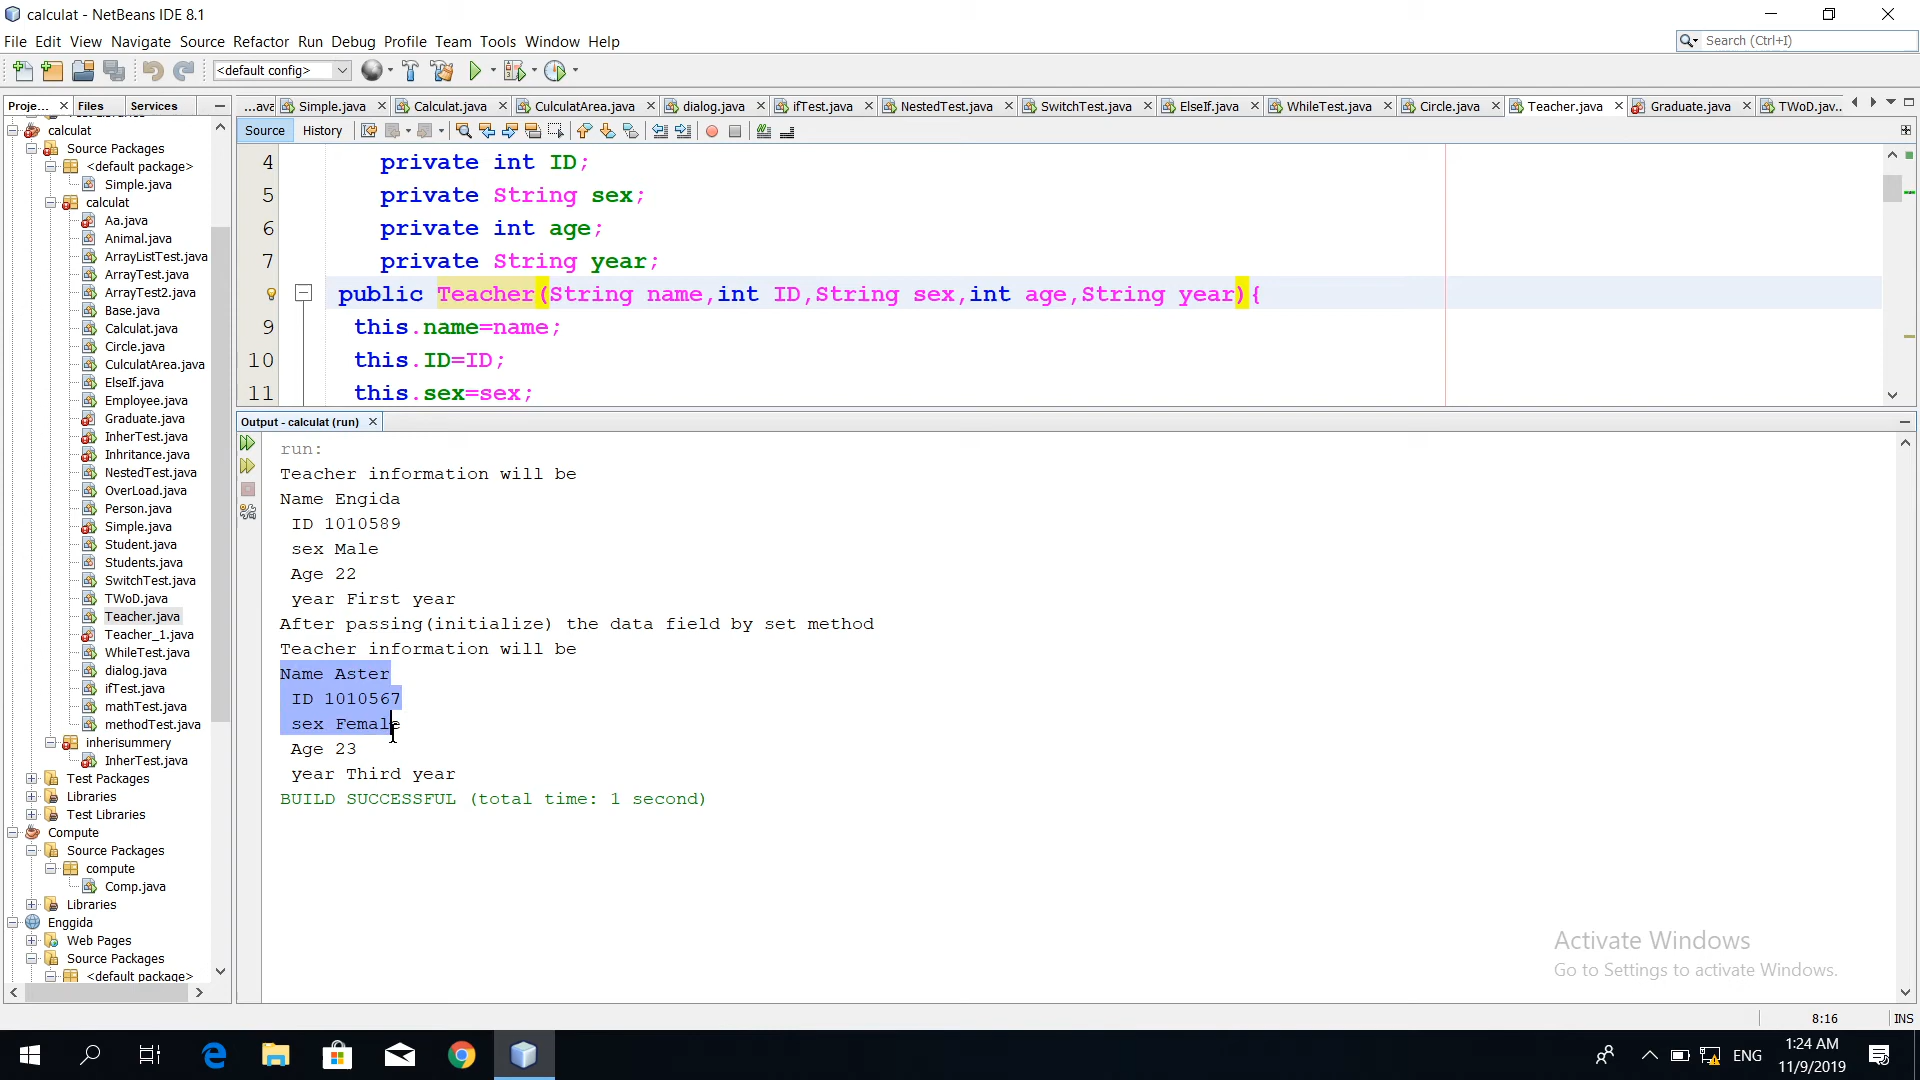 calculat - NetBeans IDE 8.1
File Edit View Navigate Source Refactor Run Debug Profile Team Tools Window Help
Search (Ctrl+I)
<default config>
Proje... Files Services
...ava Simple.java Calculat.java CulculatArea.java dialog.java ifTest.java NestedTest.java SwitchTest.java ElseIf.java WhileTest.java Circle.java Teacher.java Graduate.java TWoD.jav..
Source History
calculat
Source Packages
<default package>
Simple.java
calculat
Aa.java
Animal.java
ArrayListTest.java
ArrayTest.java
ArrayTest2.java
Base.java
Calculat.java
Circle.java
CulculatArea.java
ElseIf.java
Employee.java
Graduate.java
InherTest.java
Inhritance.java
NestedTest.java
OverLoad.java
Person.java
Simple.java
Student.java
Students.java
SwitchTest.java
TWoD.java
Teacher.java
Teacher_1.java
WhileTest.java
dialog.java
ifTest.java
mathTest.java
methodTest.java
inherisummery
InherTest.java
Test Packages
Libraries
Test Libraries
Compute
Source Packages
compute
Comp.java
Libraries
Enggida
Web Pages
Source Packages
<default package>
4 private int ID;
5 private String sex;
6 private int age;
7 private String year;
public Teacher(String name,int ID,String sex,int age,String year){
9 this.name=name;
10 this.ID=ID;
11 this.sex=sex;
Output - calculat (run)
run:
Teacher information will be
Name Engida
ID 1010589
sex Male
Age 22
year First year
After passing(initialize) the data field by set method
Teacher information will be
Name Aster
ID 1010567
sex Female
Age 23
year Third year
BUILD SUCCESSFUL (total time: 1 second)
Activate Windows
Go to Settings to activate Windows.
8:16 INS
ENG
1:24 AM
11/9/2019